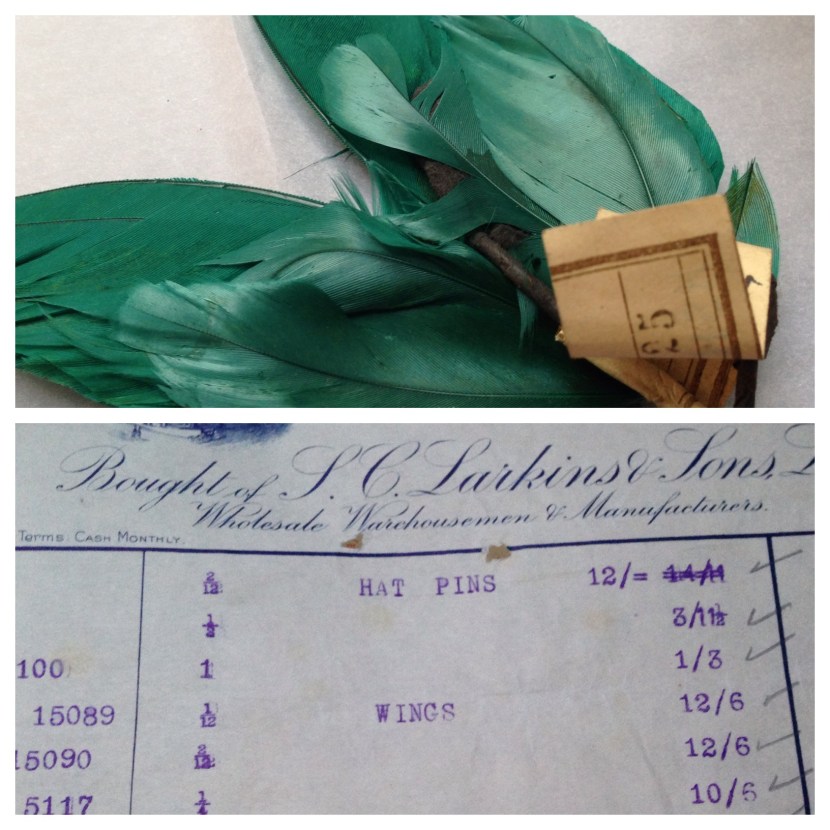 25
Bought of S. C. Larkins & Sons, L
Wholesale Warehousemen & Manufacturers.
Terms: CASH MONTHLY.
2/12 HAT PINS 12/=
1/2 3/11½
100 1 1/3
15089 1/12 WINGS 12/6
15090 2/12 12/6
5117 1/4 10/6